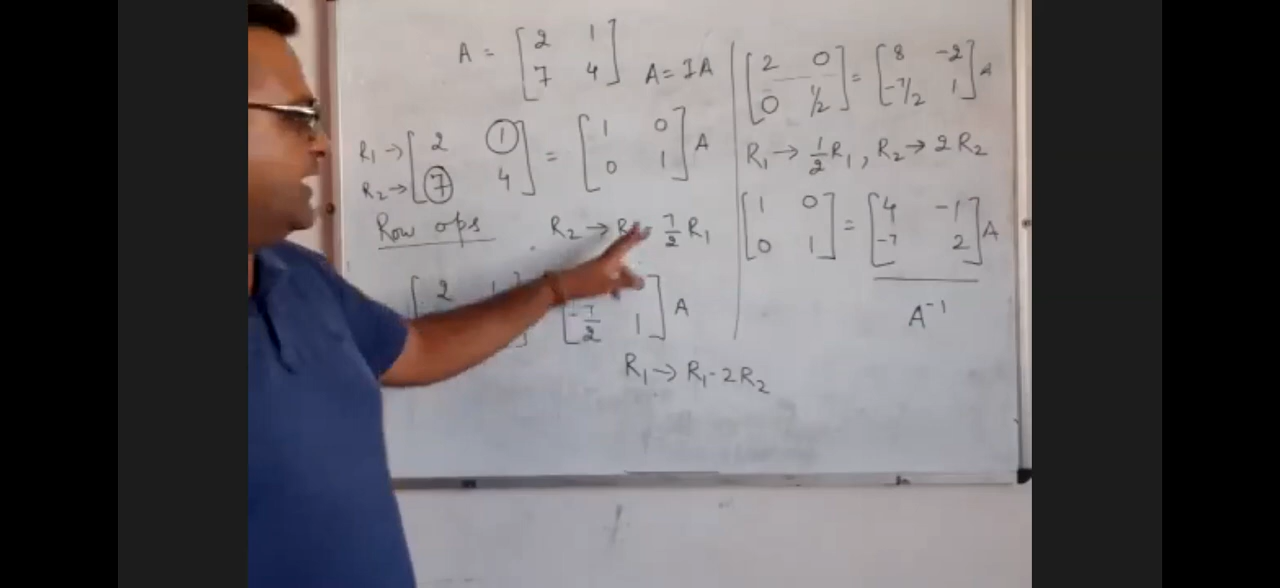 A = [2 1
7 4] A = IA
R₁ → [2 1
R₂ → 7 4] = [1 0
0 1] A
Row ops R₂ → R 7/2 R₁
[2
[
-7/2 1] A
R₁ → R₁ - 2R₂
[2 0
0 1/2] = [8 -2
-7/2 1] A
R₁ → 1/2 R₁, R₂ → 2R₂
[1 0
0 1] = [4 -1
-7 2] A
A⁻¹